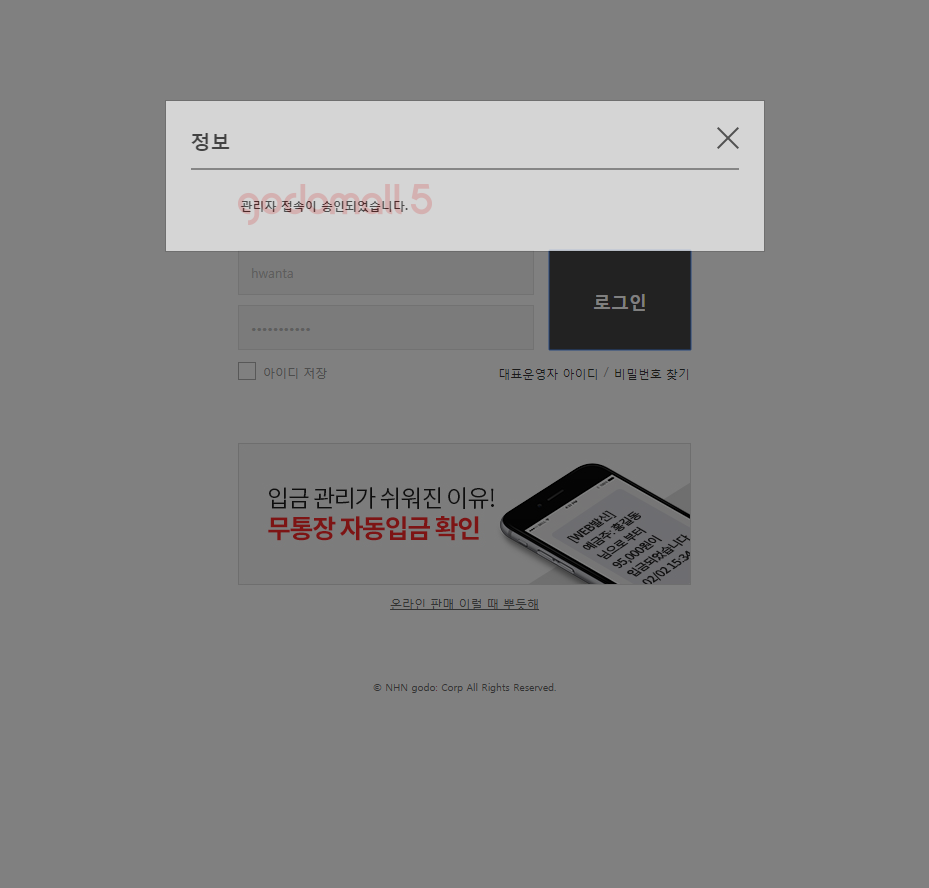 정보
godomall 5
관리자 접속이 승인되었습니다.
hwanta
•••••••••••
로그인
아이디 저장
대표운영자 아이디 / 비밀번호 찾기
입금 관리가 쉬워진 이유!
무통장 자동입금 확인
[WEB발신]
예금주: 홍길동
님으로 부터
95,000원이
입금되었습니다
02/02 15:34
온라인 판매 이럴 때 뿌듯해
© NHN godo: Corp All Rights Reserved.